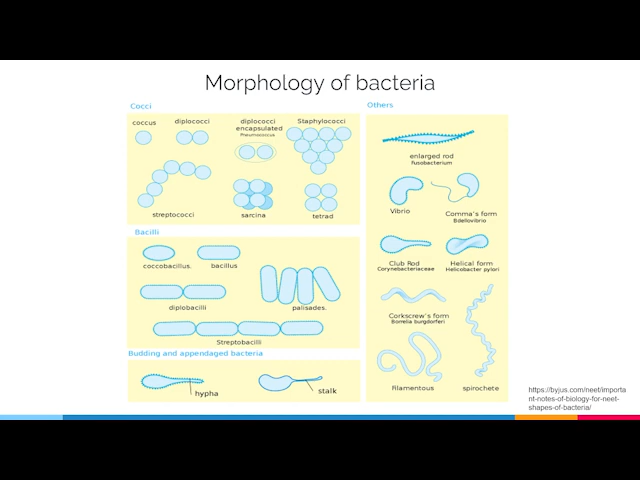 Morphology of bacteria
Cocci
coccus
diplococci
diplococci
encapsulated
Pneumococcus
Staphylococci
streptococci
sarcina
tetrad
Bacilli
coccobacillus.
bacillus
diplobacilli
palisades.
Streptobacilli
Budding and appendaged bacteria
hypha
stalk
Others
enlarged rod
Fusobacterium
Vibrio
Comma's form
Bdellovibrio
Club Rod
Corynebacteriaceae
Helical form
Helicobacter pylori
Corkscrew's form
Borrelia burgdorferi
Filamentous
spirochete
https://byjus.com/neet/importa
nt-notes-of-biology-for-neet-
shapes-of-bacteria/